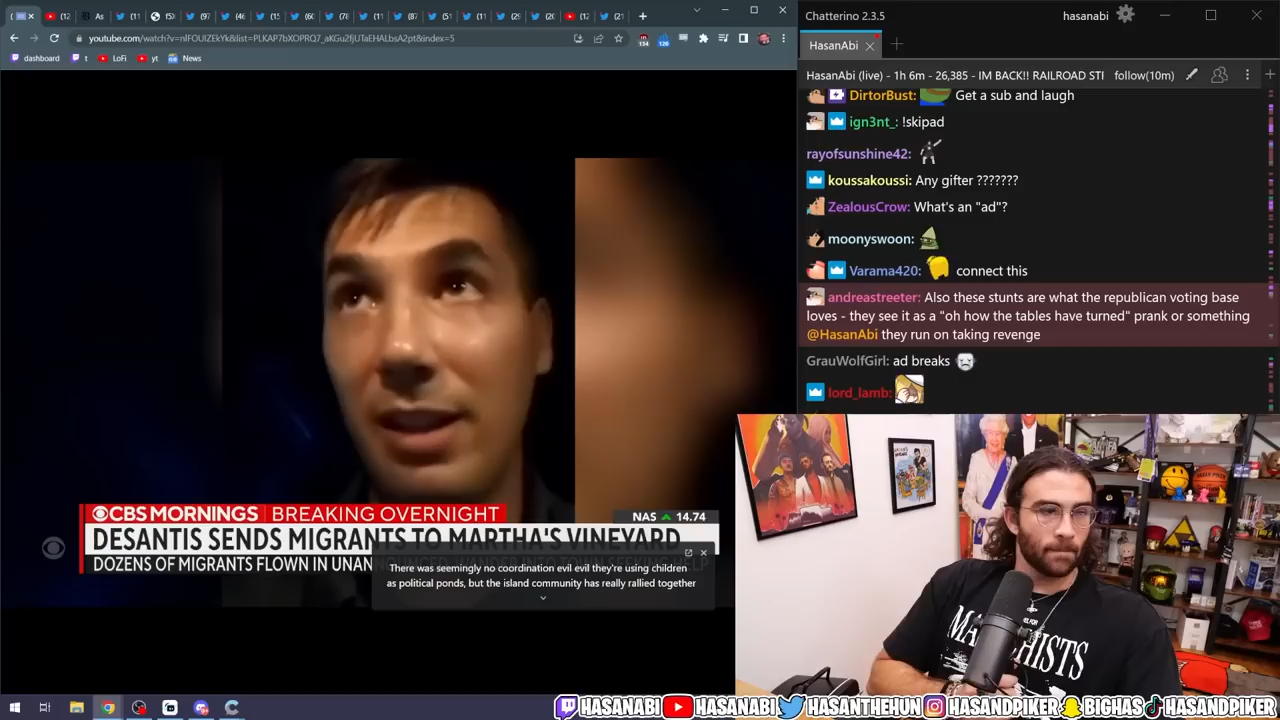 Chatterino 2.3.5
hasanabi
youtube.com/watch?v=nlFOUIZEkYk&list=PLKAP7bXOPRQ7_aKGu2fjUTaEHALbsA2pt&index=5
dashboard
t
LoFi
yt
News
HasanAbi
HasanAbi (live) - 1h 6m - 26,385 - IM BACK!! RAILROAD STI
follow(10m)
DirtorBust: Get a sub and laugh
ign3nt_: !skipad
rayofsunshine42:
koussakoussi: Any gifter ???????
ZealousCrow: What's an "ad"?
moonyswoon:
Varama420: connect this
andreastreeter: Also these stunts are what the republican voting base
loves - they see it as a "oh how the tables have turned" prank or something
@HasanAbi they run on taking revenge
GrauWolfGirl: ad breaks
lord_lamb:
CBS MORNINGS | BREAKING OVERNIGHT
NAS 14.74
DESANTIS SENDS MIGRANTS TO MARTHA'S VINEYARD
DOZENS OF MIGRANTS FLOWN IN
There was seemingly no coordination evil evil they're using children
as political ponds, but the island community has really rallied together
HASANABI
HASANABI
HASANTHEHUN
HASANDPIKER
BIGHAS
HASANDPIKER